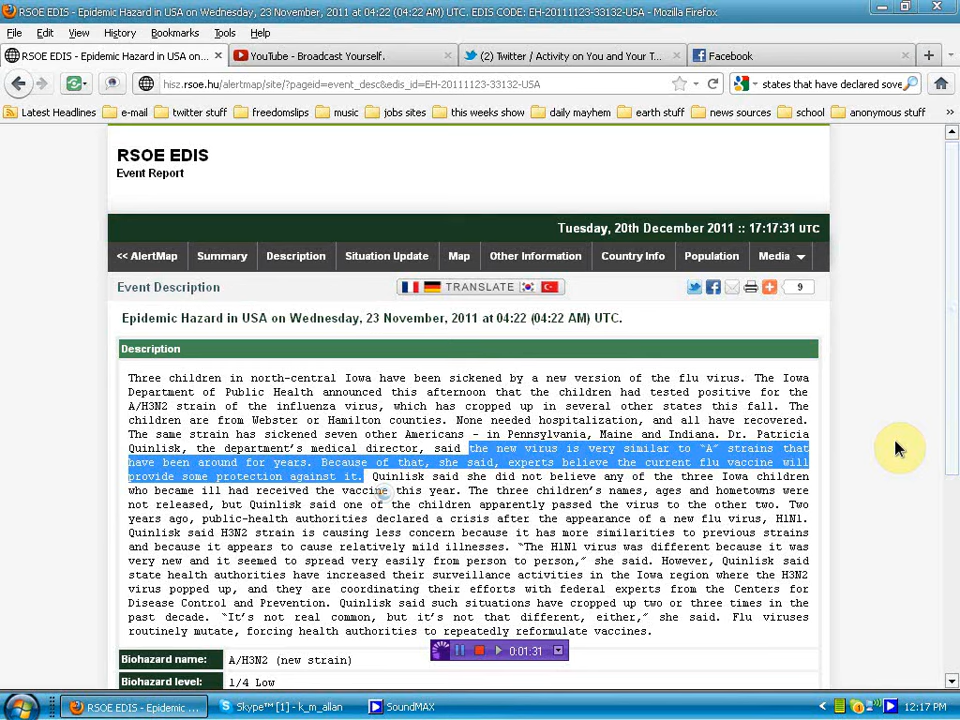 RSOE EDIS - Epidemic Hazard in USA on Wednesday, 23 November, 2011 at 04:22 (04:22 AM) UTC. EDIS CODE: EH-20111123-33132-USA - Mozilla Firefox
File Edit View History Bookmarks Tools Help
RSOE EDIS - Epidemic Hazard in USA on ... YouTube - Broadcast Yourself. (2) Twitter / Activity on You and Your T... Facebook
hisz.rsoe.hu/alertmap/site/?pageid=event_desc&edis_id=EH-20111123-33132-USA states that have declared sove
Latest Headlines e-mail twitter stuff freedomslips music jobs sites this weeks show daily mayhem earth stuff news sources school anonymous stuff
RSOE EDIS
Event Report
Tuesday, 20th December 2011 :: 17:17:31 UTC
<< AlertMap Summary Description Situation Update Map Other Information Country Info Population Media
Event Description TRANSLATE 9
Epidemic Hazard in USA on Wednesday, 23 November, 2011 at 04:22 (04:22 AM) UTC.
Description
Three children in north-central Iowa have been sickened by a new version of the flu virus. The Iowa
Department of Public Health announced this afternoon that the children had tested positive for the
A/H3N2 strain of the influenza virus, which has cropped up in several other states this fall. The
children are from Webster or Hamilton counties. None needed hospitalization, and all have recovered.
The same strain has sickened seven other Americans - in Pennsylvania, Maine and Indiana. Dr. Patricia
Quinlisk, the department's medical director, said the new virus is very similar to "A" strains that
have been around for years. Because of that, she said, experts believe the current flu vaccine will
provide some protection against it. Quinlisk said she did not believe any of the three Iowa children
who became ill had received the vaccine this year. The three children's names, ages and hometowns were
not released, but Quinlisk said one of the children apparently passed the virus to the other two. Two
years ago, public-health authorities declared a crisis after the appearance of a new flu virus, H1N1.
Quinlisk said H3N2 strain is causing less concern because it has more similarities to previous strains
and because it appears to cause relatively mild illnesses. "The H1N1 virus was different because it was
very new and it seemed to spread very easily from person to person," she said. However, Quinlisk said
state health authorities have increased their surveillance activities in the Iowa region where the H3N2
virus popped up, and they are coordinating their efforts with federal experts from the Centers for
Disease Control and Prevention. Quinlisk said such situations have cropped up two or three times in the
past decade. "It's not real common, but it's not that different, either," she said. Flu viruses
routinely mutate, forcing health authorities to repeatedly reformulate vaccines.
0:01:31
Biohazard name: A/H3N2 (new strain)
Biohazard level: 1/4 Low
RSOE EDIS - Epidemic ... Skype™ [1] - k_m_allan SoundMAX 12:17 PM